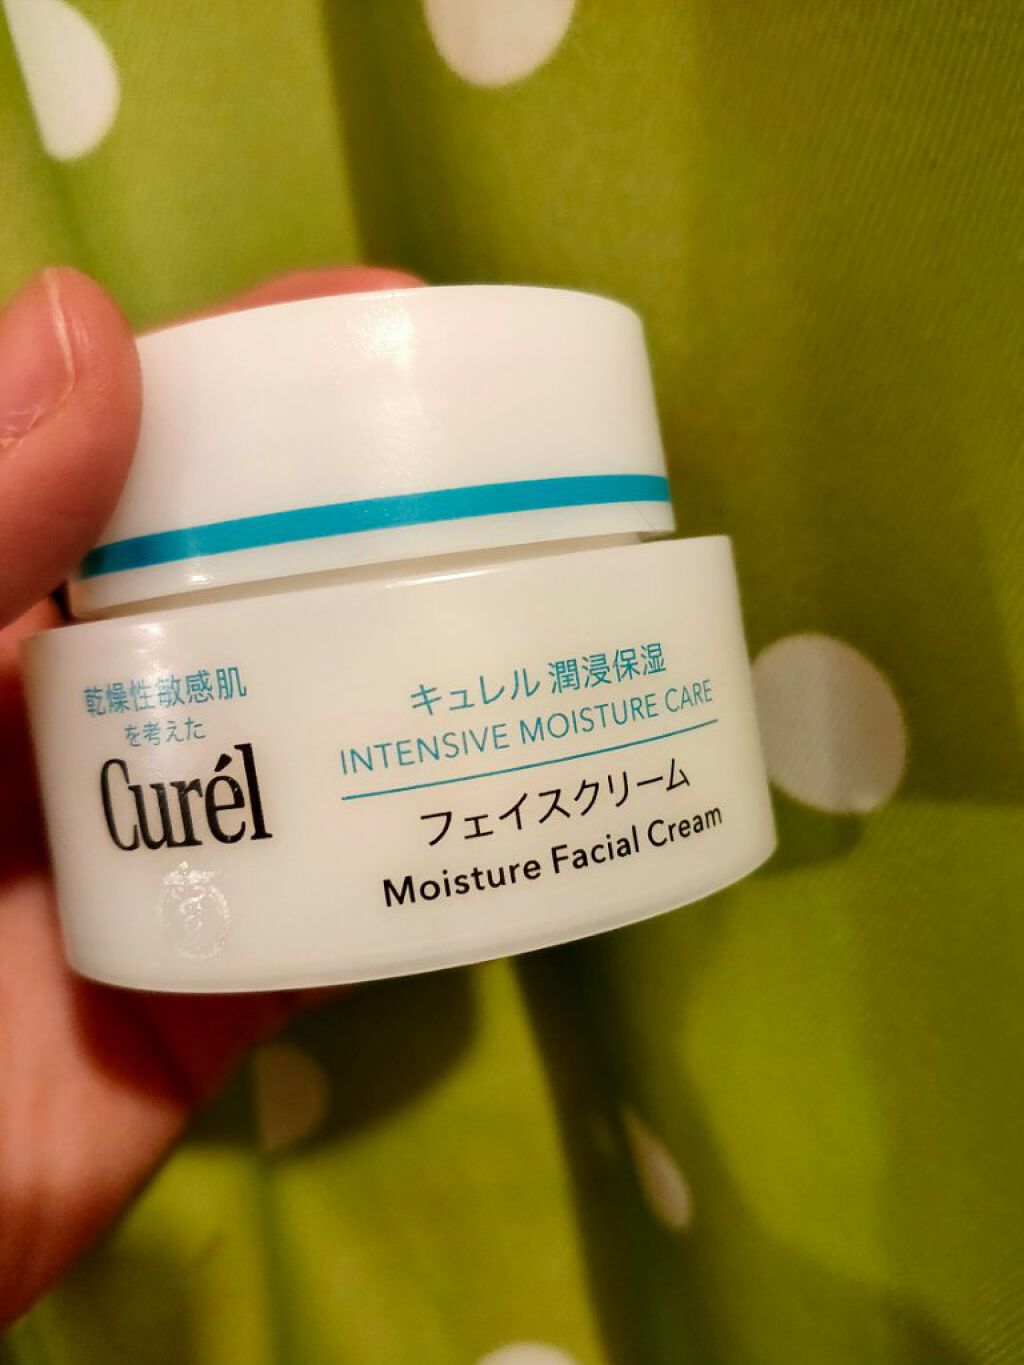 乾燥性敏感肌
を考えた
Curél
キュレル 潤浸保湿
INTENSIVE MOISTURE CARE
フェイスクリーム
Moisture Facial Cream